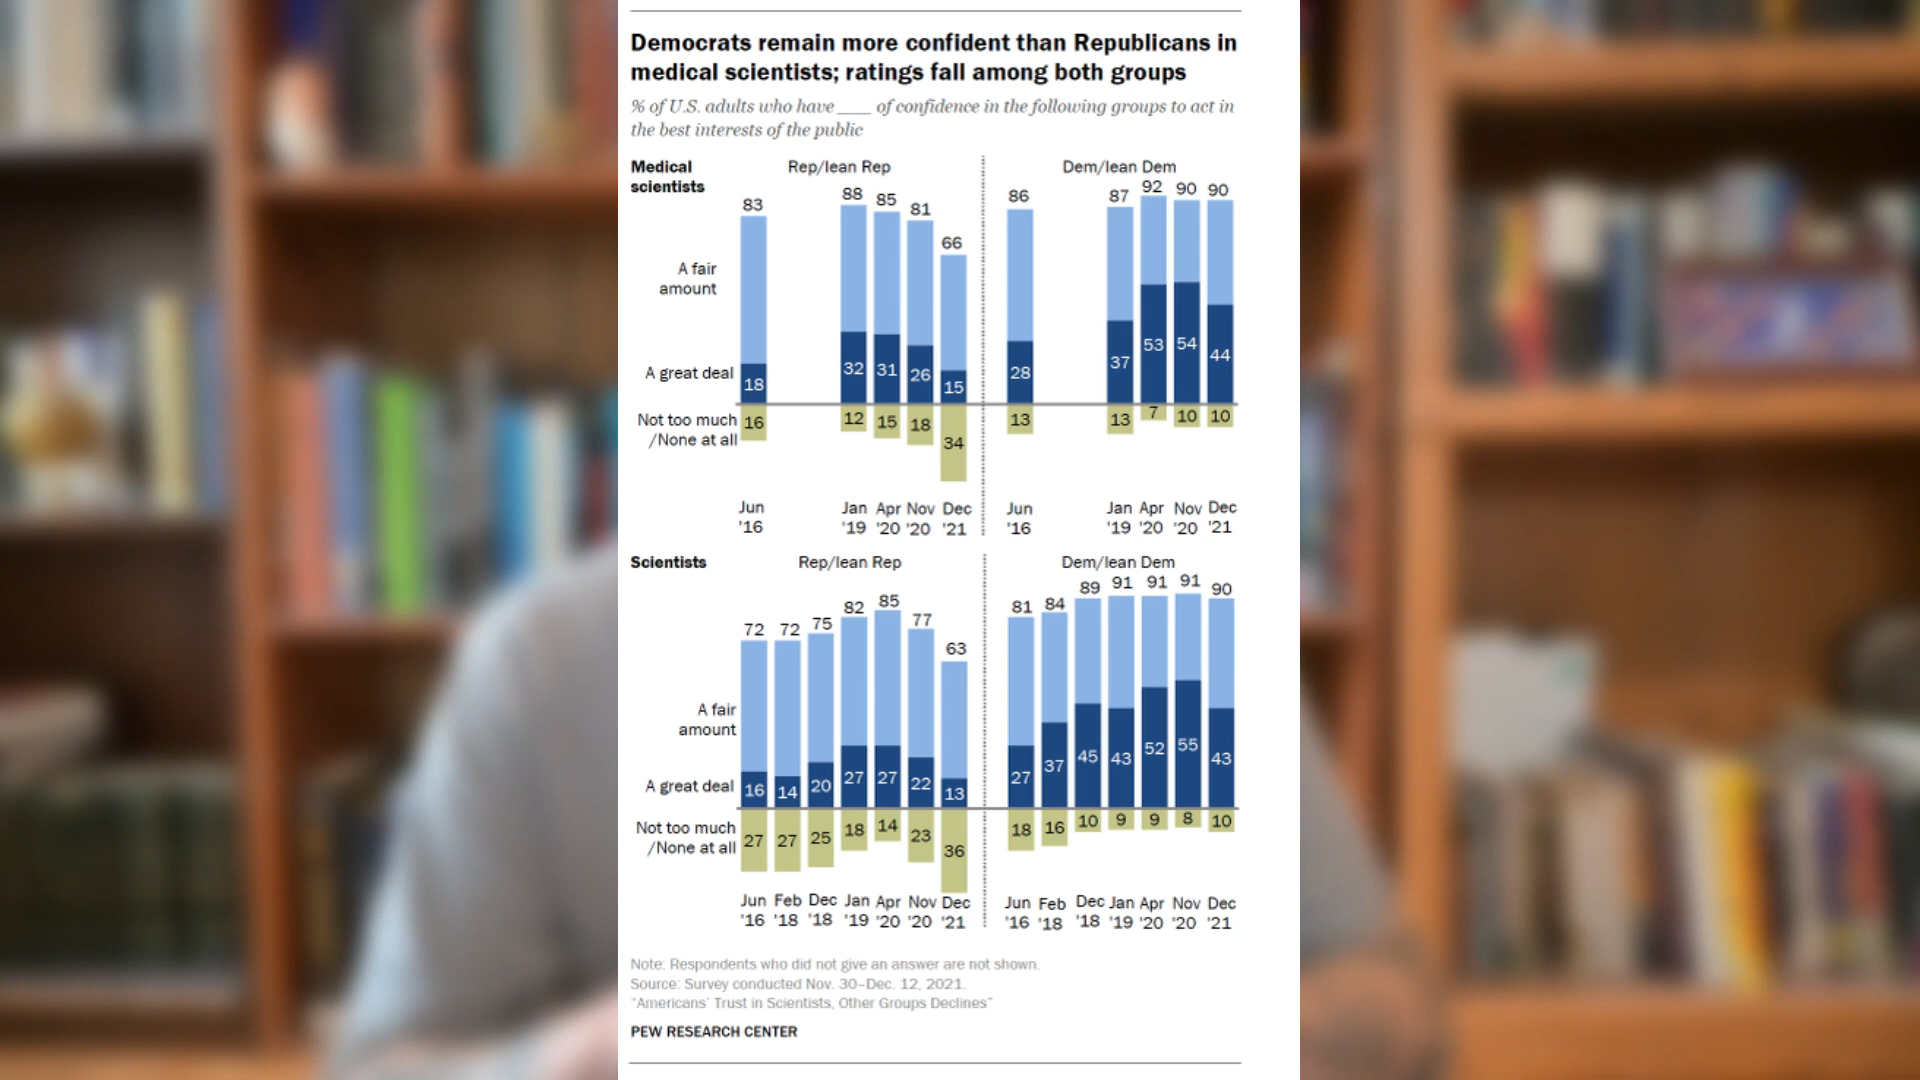 Democrats remain more confident than Republicans in
medical scientists; ratings fall among both groups
% of U.S. adults who have ____ of confidence in the following groups to act in
the best interests of the public
Medical
scientists
Rep/lean Rep
Dem/lean Dem
83 88 85 81 66 86 87 92 90 90
A fair
amount
A great deal
18 32 31 26 15 28 37 53 54 44
Not too much
/None at all
16 12 15 18 34 13 13 7 10 10
Jun Jan Apr Nov Dec Jun Jan Apr Nov Dec
'16 '19 '20 '20 '21 '16 '19 '20 '20 '21
Scientists
Rep/lean Rep
Dem/lean Dem
72 72 75 82 85 77 63 81 84 89 91 91 91 90
A fair
amount
A great deal
16 14 20 27 27 22 13 27 37 45 43 52 55 43
Not too much
/None at all
27 27 25 18 14 23 36 18 16 10 9 9 8 10
Jun Feb Dec Jan Apr Nov Dec Jun Feb Dec Jan Apr Nov Dec
'16 '18 '18 '19 '20 '20 '21 '16 '18 '18 '19 '20 '20 '21
Note: Respondents who did not give an answer are not shown.
Source: Survey conducted Nov. 30–Dec. 12, 2021.
“Americans’ Trust in Scientists, Other Groups Declines”
PEW RESEARCH CENTER